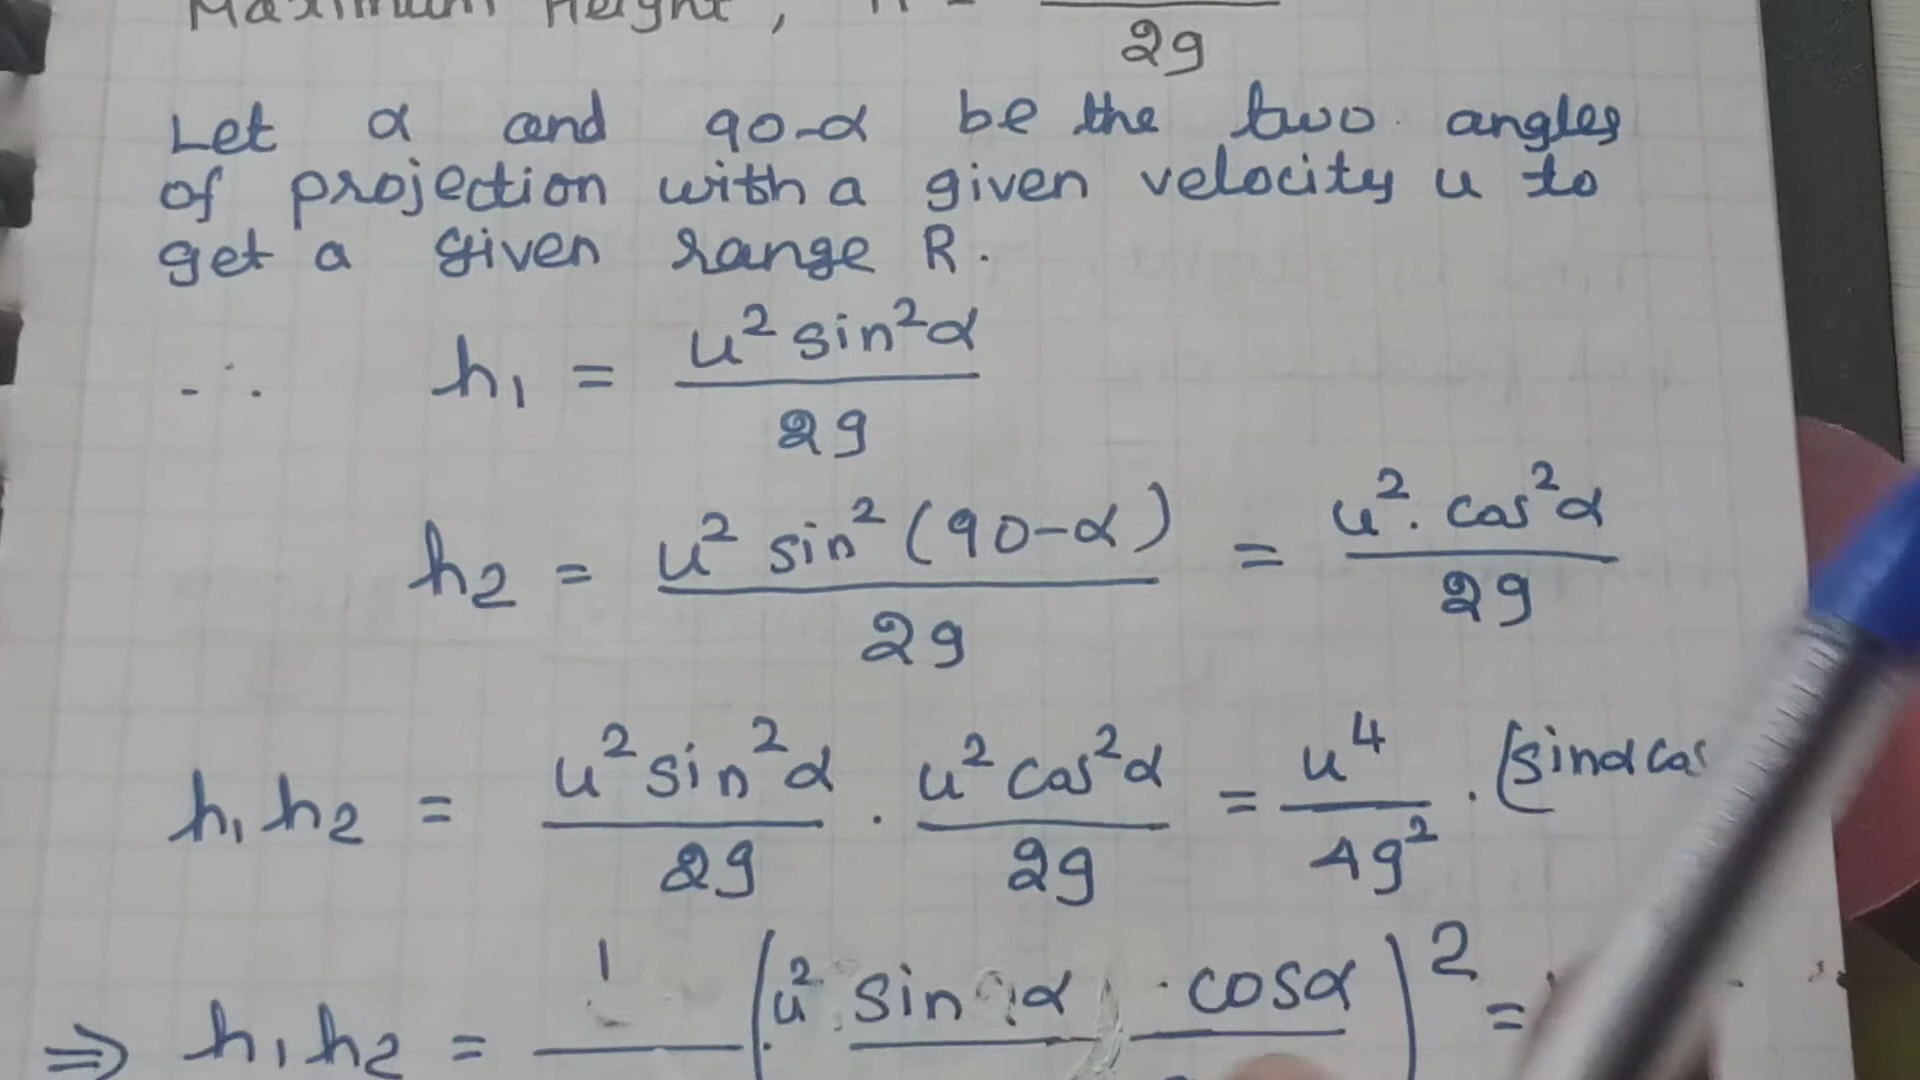 Maximum Height, H = 
2g
Let α and 90-α be the two angles
of projection with a given velocity u to
get a given range R.
∴ h₁ = u² sin²α / 2g
h₂ = u² sin² (90-α) / 2g = u². cos²α / 2g
h₁h₂ = u² sin²α / 2g . u² cos²α / 2g = u⁴ / 4g² . (sinα cos
⇒ h₁h₂ = 1 (u² sin α . cosα)² =